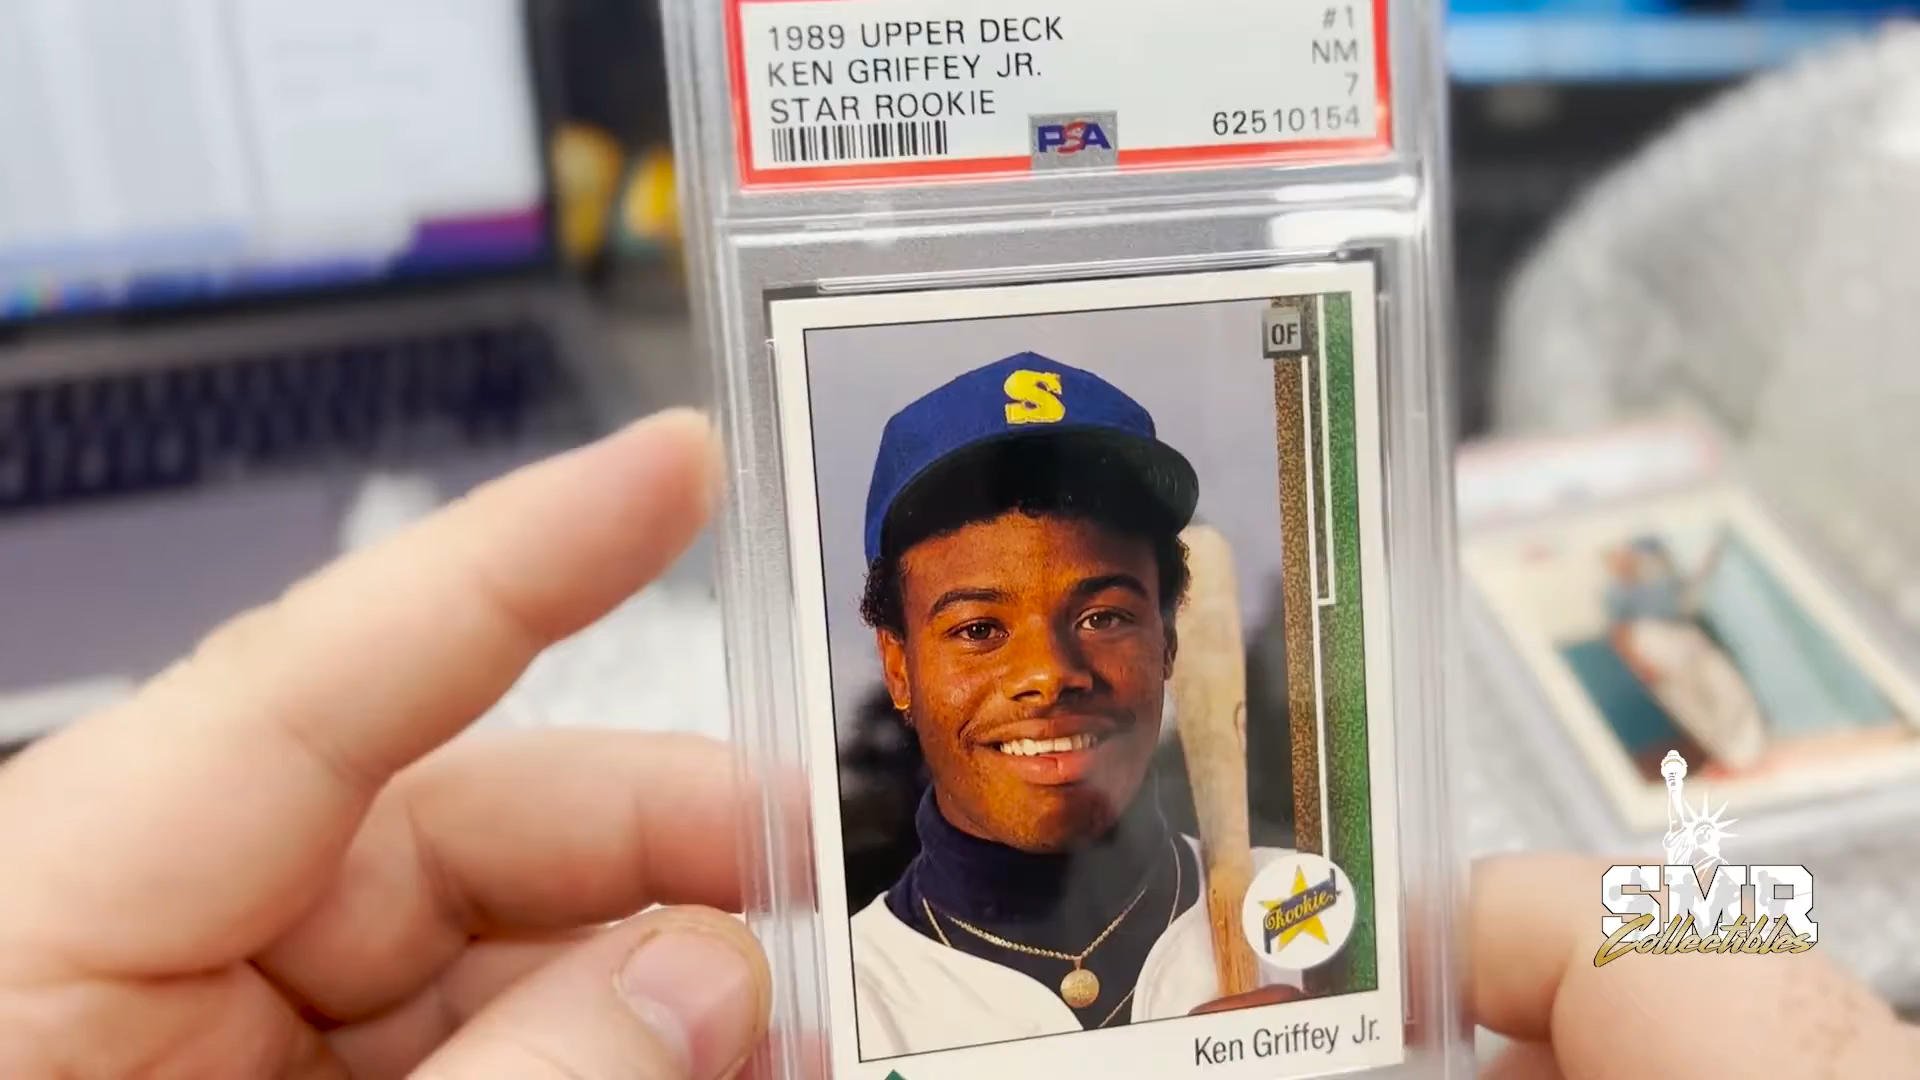 1989 UPPER DECK
KEN GRIFFEY JR.
STAR ROOKIE
#1
NM
7
62510154
PSA
OF
S
Rookie
Ken Griffey Jr.
SMR
Collectibles